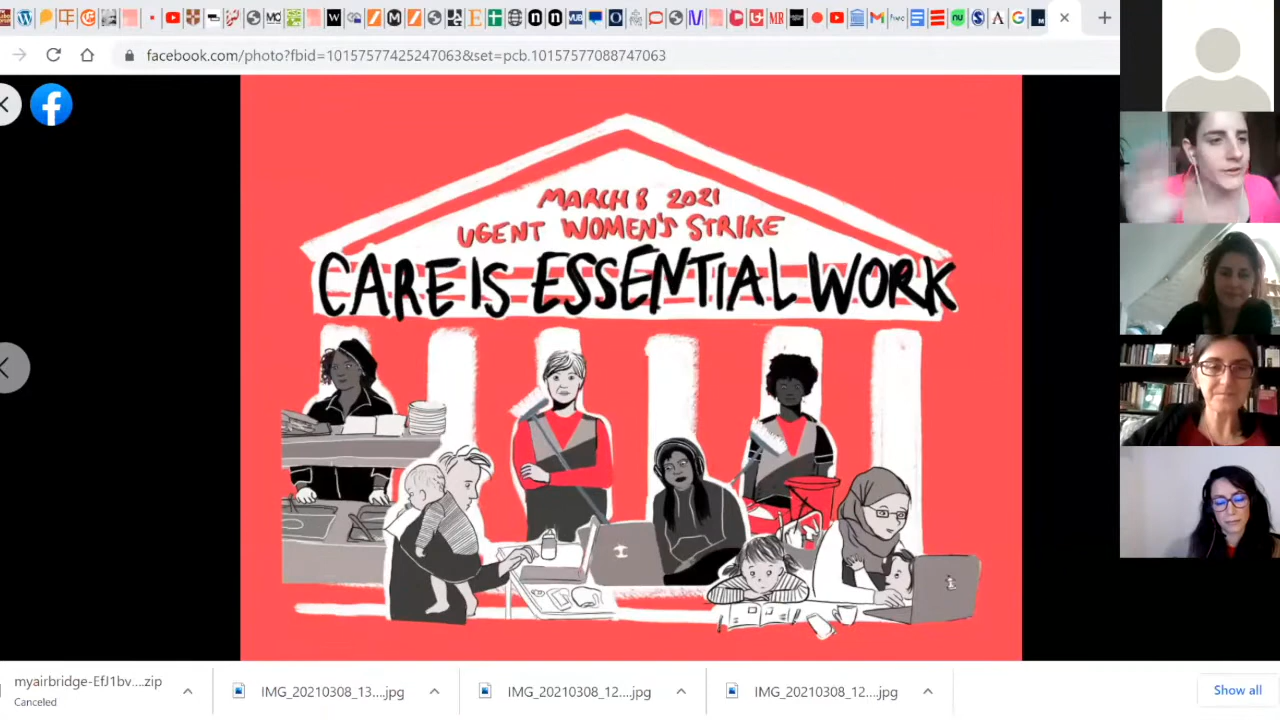 facebook.com/photo?fbid=10157577425247063&set=pcb.10157577088747063
MARCH 8 2021
UGENT WOMEN'S STRIKE
CARE IS ESSENTIAL WORK
myairbridge-EfJ1bv....zip
Canceled
IMG_20210308_13....jpg
IMG_20210308_12....jpg
IMG_20210308_12....jpg
Show all